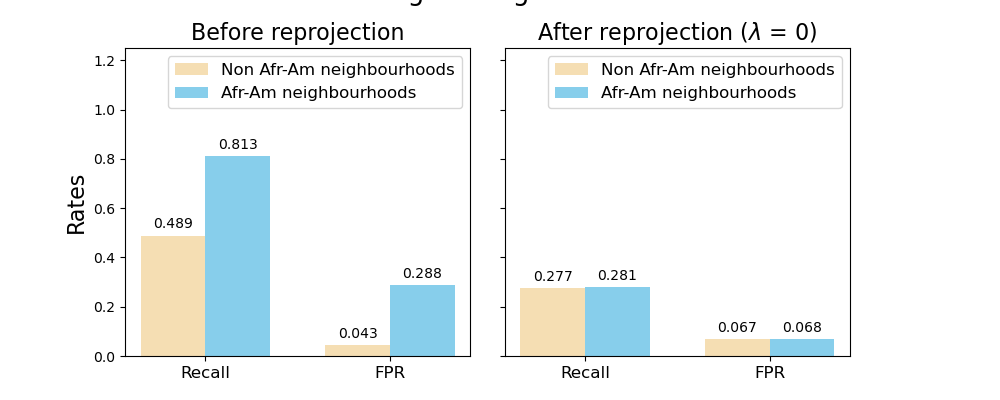 Before reprojection
After reprojection (λ = 0)
Non Afr-Am neighbourhoods
Afr-Am neighbourhoods
Non Afr-Am neighbourhoods
Afr-Am neighbourhoods
Rates
1.2
1.0
0.8
0.6
0.4
0.2
0.0
0.489
0.813
0.043
0.288
0.277
0.281
0.067
0.068
Recall
FPR
Recall
FPR